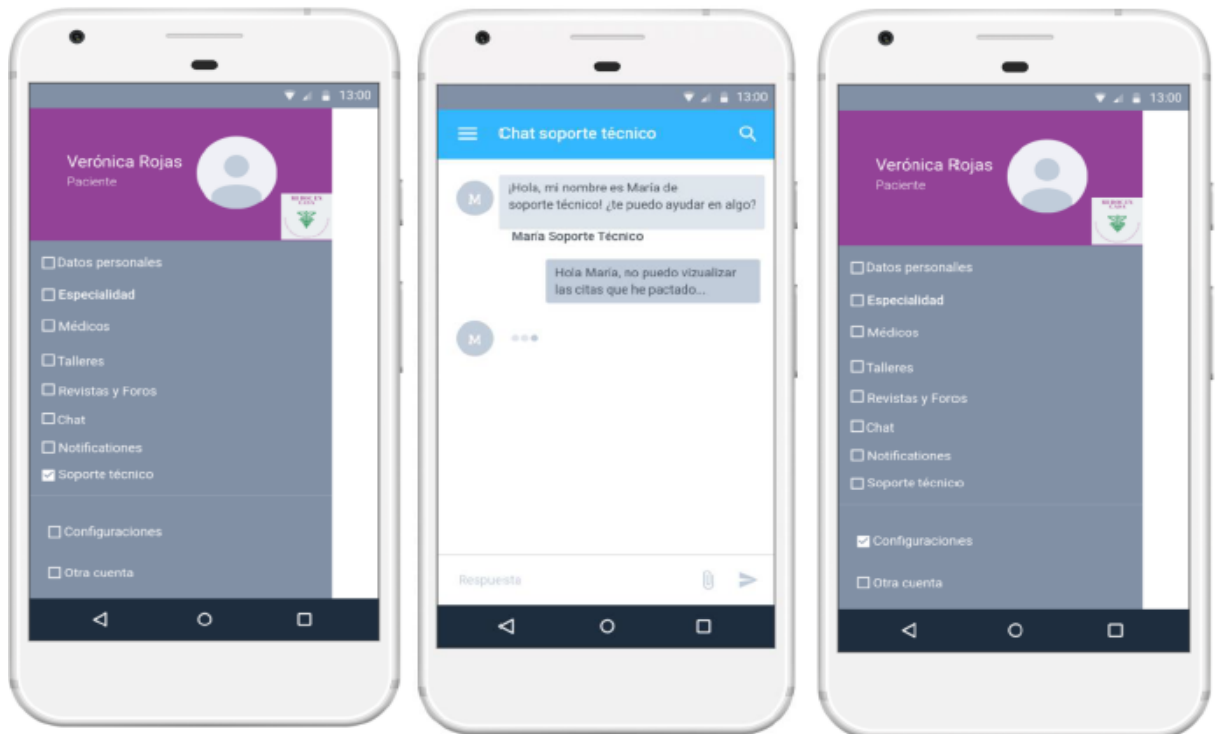 13:00
Verónica Rojas
Paciente
Datos personales
Especialidad
Médicos
Talleres
Revistas y Foros
Chat
Notificationes
Soporte técnico
Configuraciones
Otra cuenta
13:00
Chat soporte técnico
M
¡Hola, mi nombre es María de
soporte técnico! ¿te puedo ayudar en algo?
María Soporte Técnico
Hola María, no puedo vizualizar
las citas que he pactado...
M
Respuesta
13:00
Verónica Rojas
Paciente
Datos personales
Especialidad
Médicos
Talleres
Revistas y Foros
Chat
Notificationes
Soporte técnico
Configuraciones
Otra cuenta